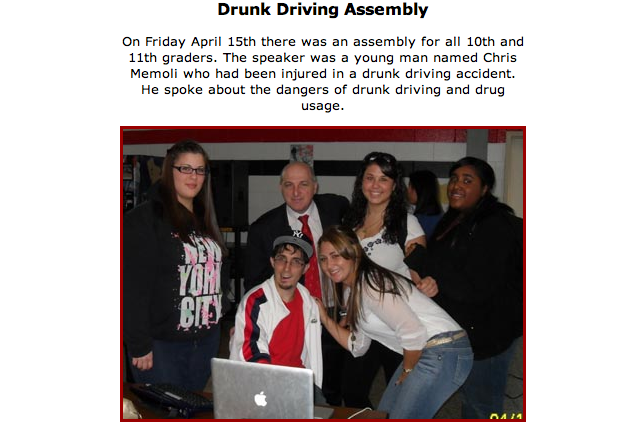 Drunk Driving Assembly
On Friday April 15th there was an assembly for all 10th and
11th graders. The speaker was a young man named Chris
Memoli who had been injured in a drunk driving accident.
He spoke about the dangers of drunk driving and drug
usage.
NEW
YORK
CITY
04/1